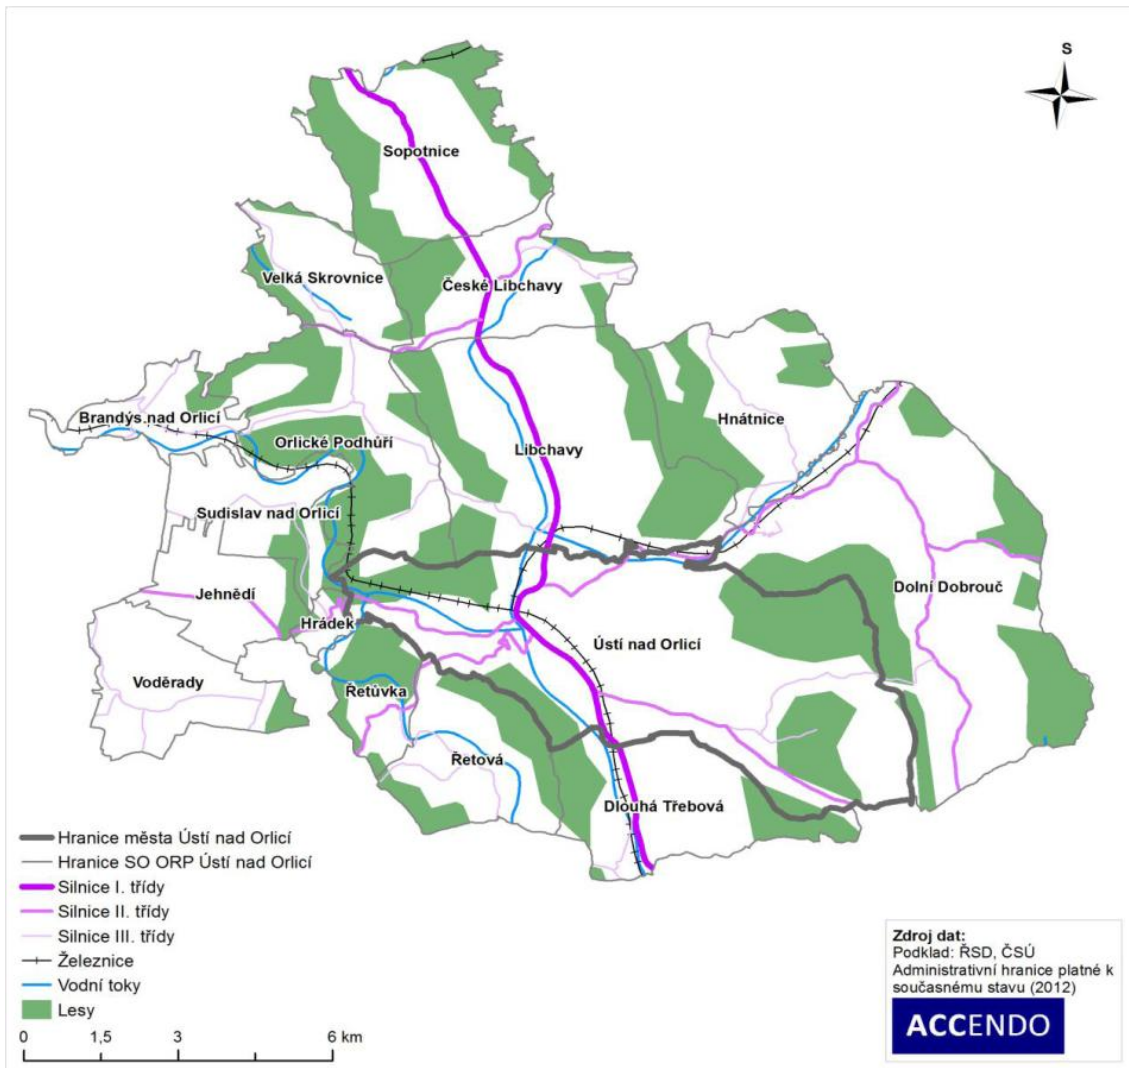 S
Sopotnice
Velká Skrovnice
České Libchavy
Brandýs nad Orlicí
Orlické Podhůří
Libchavy
Hnátnice
Sudislav nad Orlicí
Jehnědí
Hrádek
Dolní Dobrouč
Ústí nad Orlicí
Voděrady
Řetůvka
Řetová
Dlouhá Třebová
Hranice města Ústí nad Orlicí
Hranice SO ORP Ústí nad Orlicí
Silnice I. třídy
Silnice II. třídy
Silnice III. třídy
Železnice
Vodní toky
Lesy
0 1,5 3 6 km
Zdroj dat:
Podklad: ŘSD, ČSÚ
Administrativní hranice platné k
současnému stavu (2012)
ACCENDO